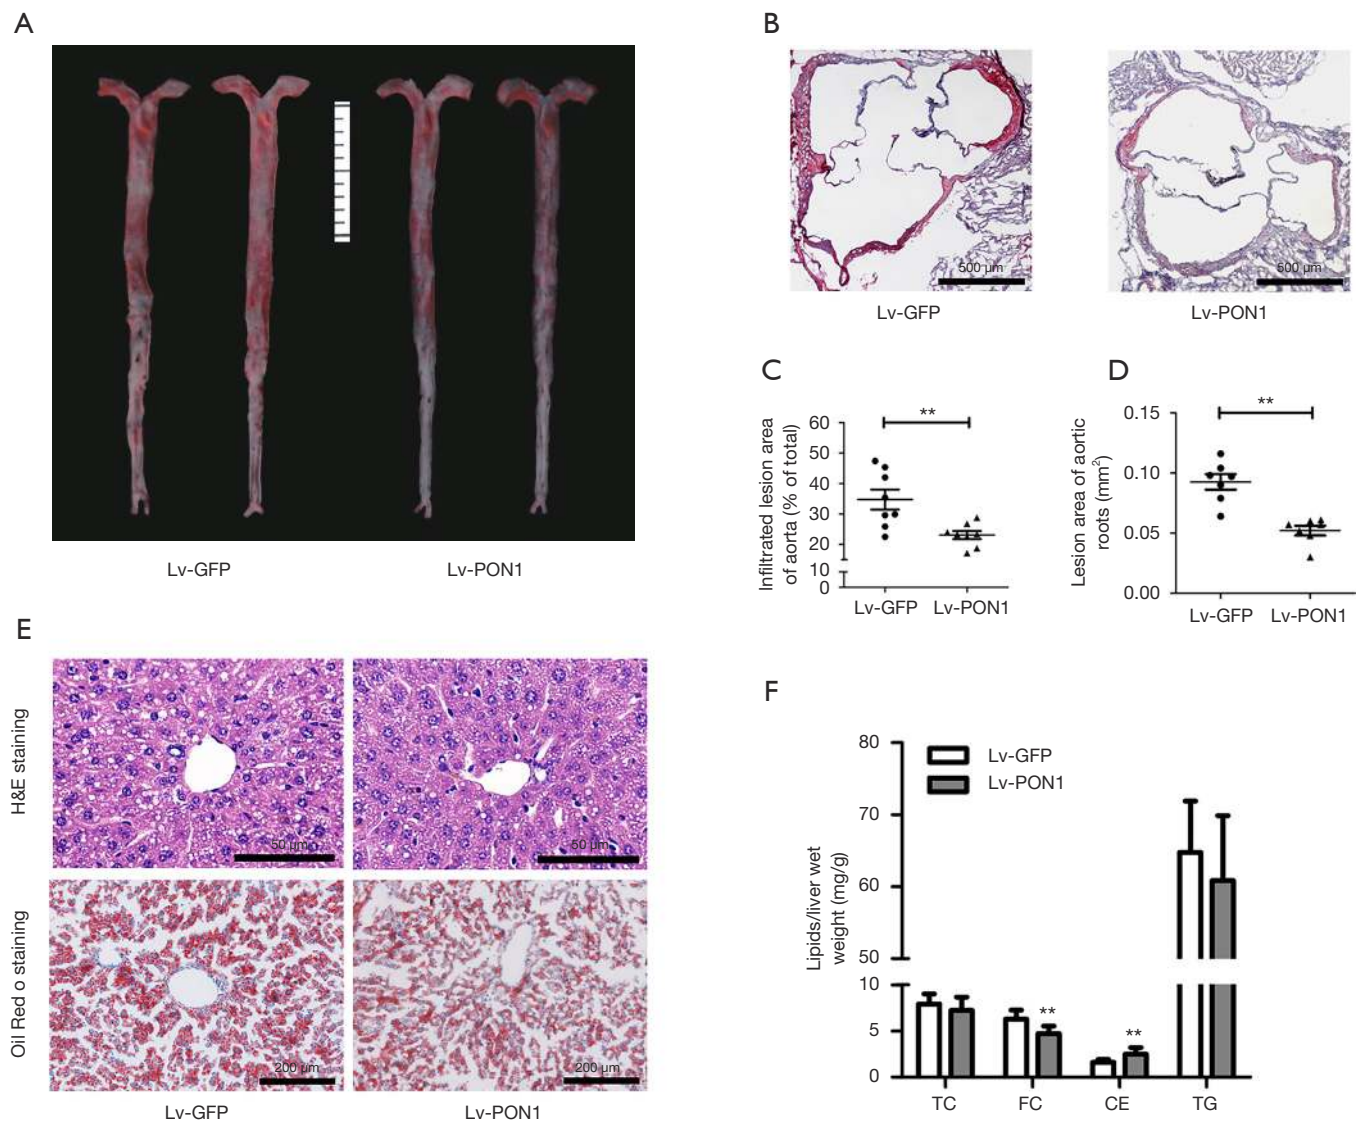 A
Lv-GFP
Lv-PON1
B
500 µm
500 µm
Lv-GFP
Lv-PON1
C
Infiltrated lesion area
of aorta (% of total)
60
50
40
30
20
10
0
**
Lv-GFP
Lv-PON1
D
Lesion area of aortic
roots (mm²)
0.15
0.10
0.05
0.00
**
Lv-GFP
Lv-PON1
E
H&E staining
50 µm
50 µm
Oil Red o staining
200 µm
200 µm
Lv-GFP
Lv-PON1
F
Lipids/liver wet
weight (mg/g)
80
70
60
50
10
5
0
Lv-GFP
Lv-PON1
**
**
TC
FC
CE
TG